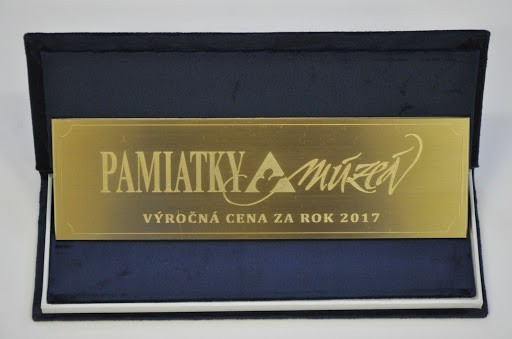 PAMIATKY múzeá
VÝROČNÁ CENA ZA ROK 2017